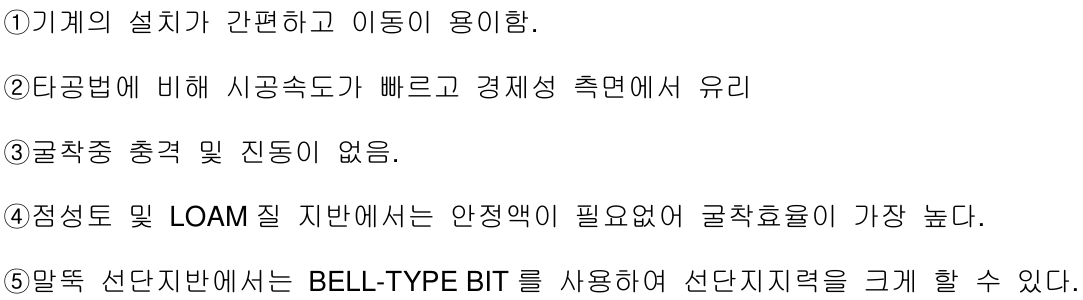 ①기계의 설치가 간편하고 이동이 용이함.
②타공법에 비해 시공속도가 빠르고 경제성 측면에서 유리
③굴착중 충격 및 진동이 없음.
④점성토 및 LOAM 질 지반에서는 안정액이 필요없어 굴착효율이 가장 높다.
⑤말뚝 선단지반에서는 BELL-TYPE BIT 를 사용하여 선단지지력을 크게 할 수 있다.